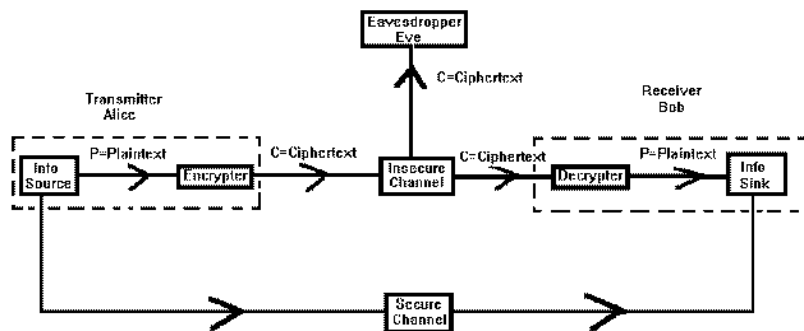 Eavesdropper
Eve
C=Ciphertext
Transmitter
Alice
Receiver
Bob
P=Plaintext
C=Ciphertext
C=Ciphertext
P=Plaintext
Info
Source
Encrypter
Insecure
Channel
Decrypter
Info
Sink
Secure
Channel